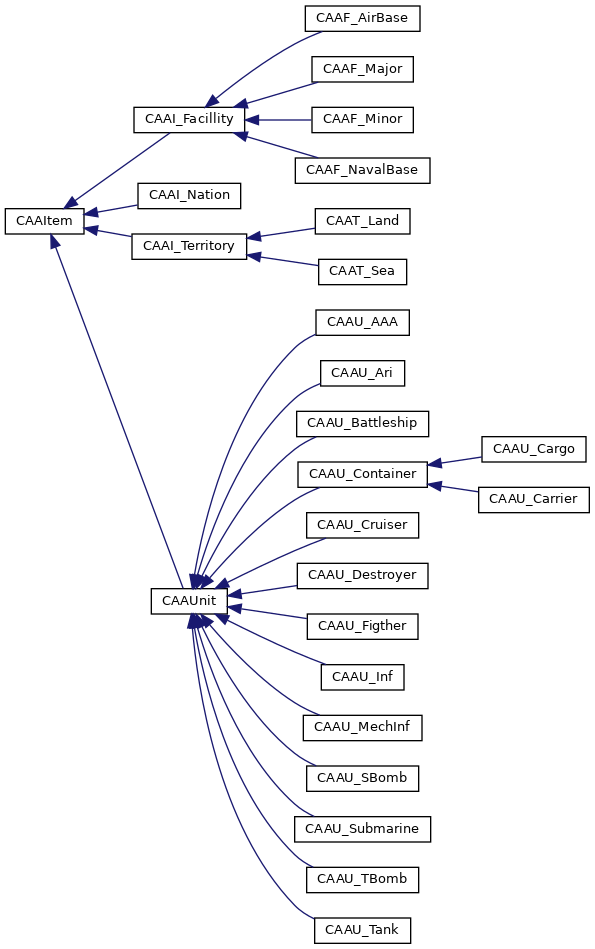 CAAF_AirBase
CAAF_Major
CAAI_Facillity
CAAF_Minor
CAAF_NavalBase
CAAI_Nation
CAAItem
CAAT_Land
CAAI_Territory
CAAT_Sea
CAAU_AAA
CAAU_Ari
CAAU_Battleship
CAAU_Cargo
CAAU_Container
CAAU_Carrier
CAAU_Cruiser
CAAU_Destroyer
CAAUnit
CAAU_Figther
CAAU_Inf
CAAU_MechInf
CAAU_SBomb
CAAU_Submarine
CAAU_TBomb
CAAU_Tank